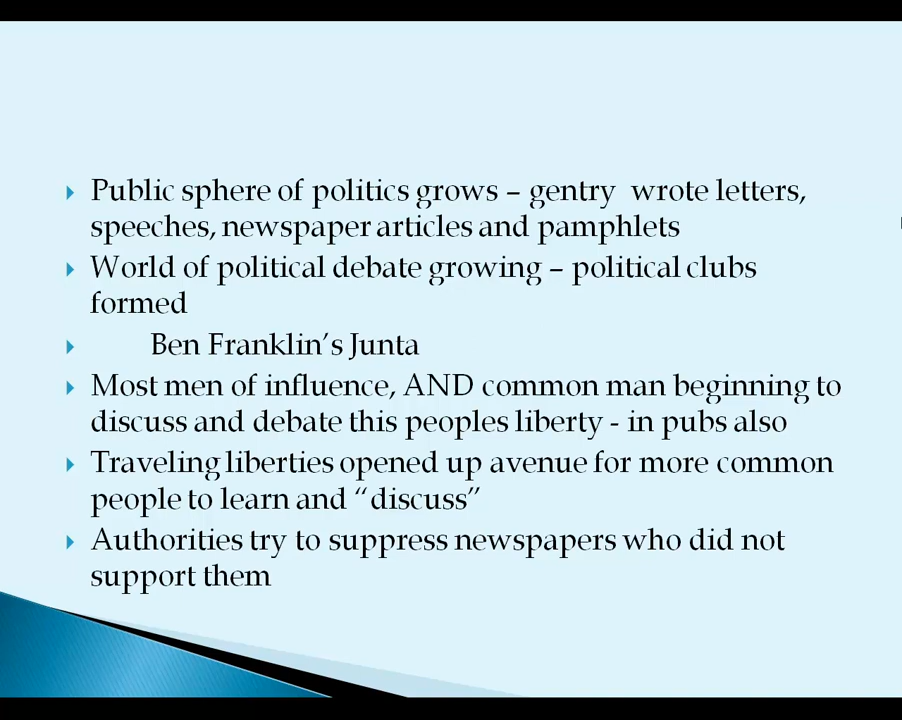 Public sphere of politics grows – gentry wrote letters,
speeches, newspaper articles and pamphlets
World of political debate growing – political clubs
formed
Ben Franklin's Junta
Most men of influence, AND common man beginning to
discuss and debate this peoples liberty - in pubs also
Traveling liberties opened up avenue for more common
people to learn and “discuss”
Authorities try to suppress newspapers who did not
support them